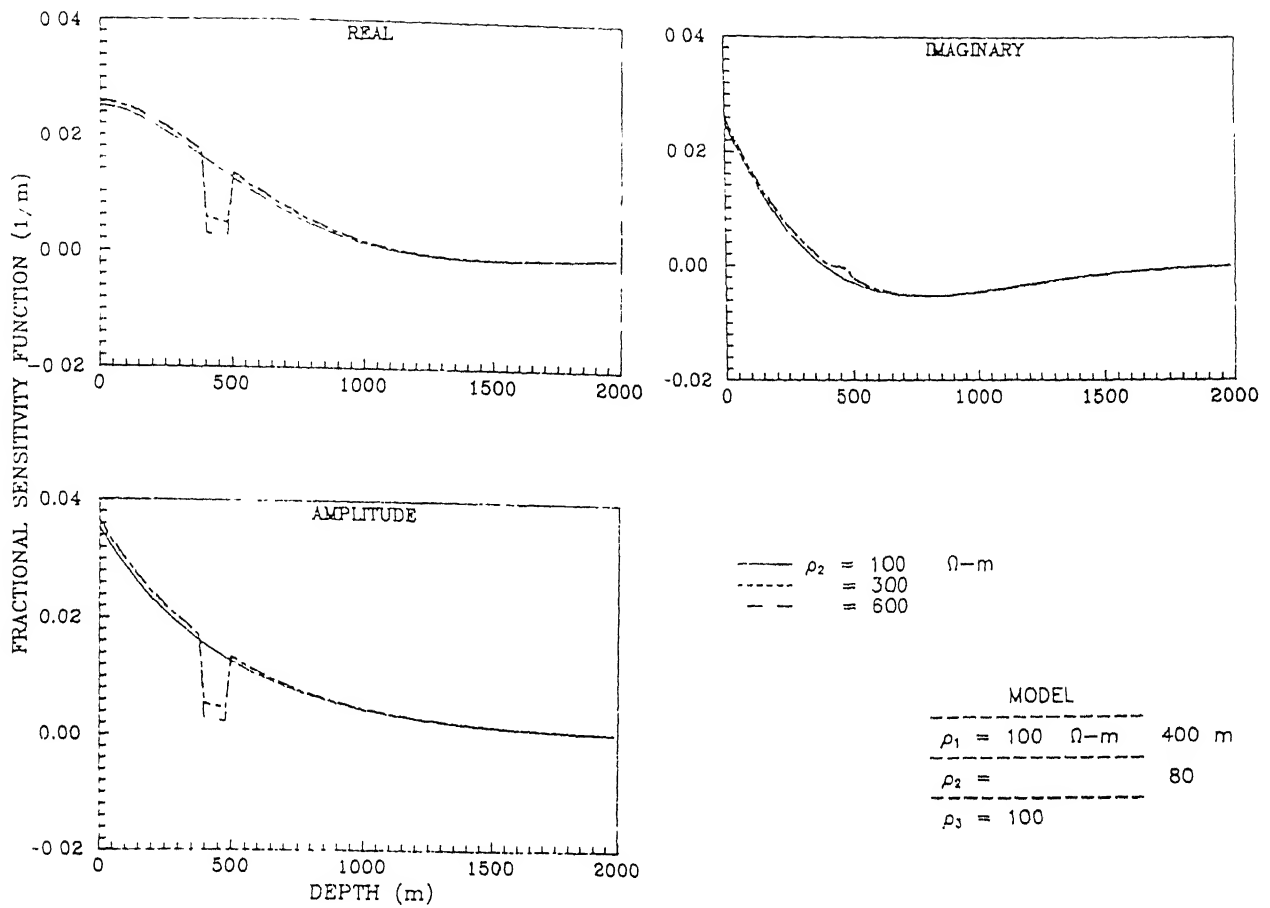 FRACTIONAL SENSITIVITY FUNCTION (1/m)
0 04
0 02
0.00
-0 02
REAL
0 500 1000 1500 2000
0 04
0 02
0.00
-0.02
IMAGINARY
0 500 1000 1500 2000
0.04
0 02
0.00
-0 02
AMPLITUDE
0 500 1000 1500 2000
DEPTH (m)
ρ₂ = 100 Ω-m
= 300
= 600
MODEL
ρ₁ = 100 Ω-m 400 m
ρ₂ = 80
ρ₃ = 100